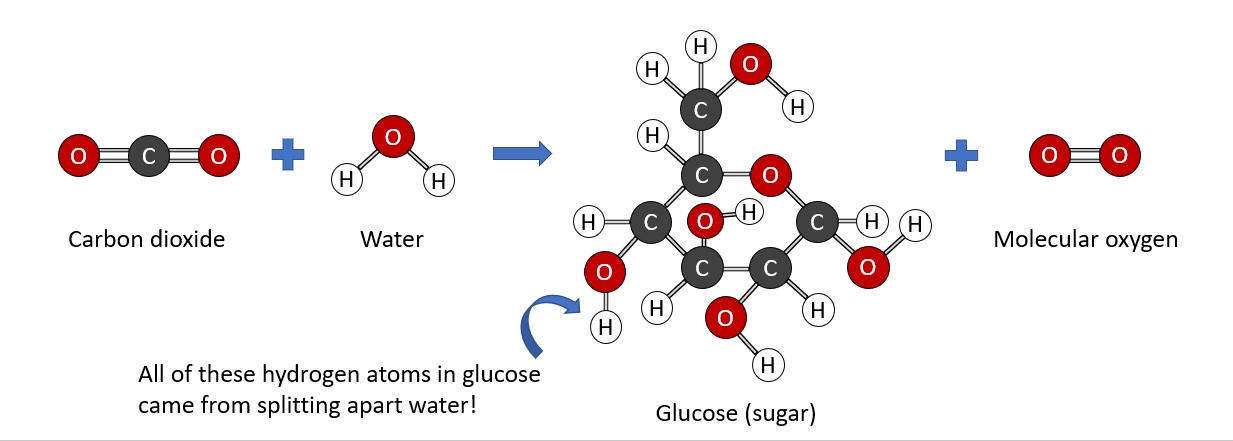 H
H
O
H
C
H
O
C
O
O
H
H
C
O
O
O
O
H
H
C
C
H
H
O
C
C
O
H
H
H
O
H
H
Carbon dioxide
Water
Molecular oxygen
All of these hydrogen atoms in glucose
came from splitting apart water!
Glucose (sugar)